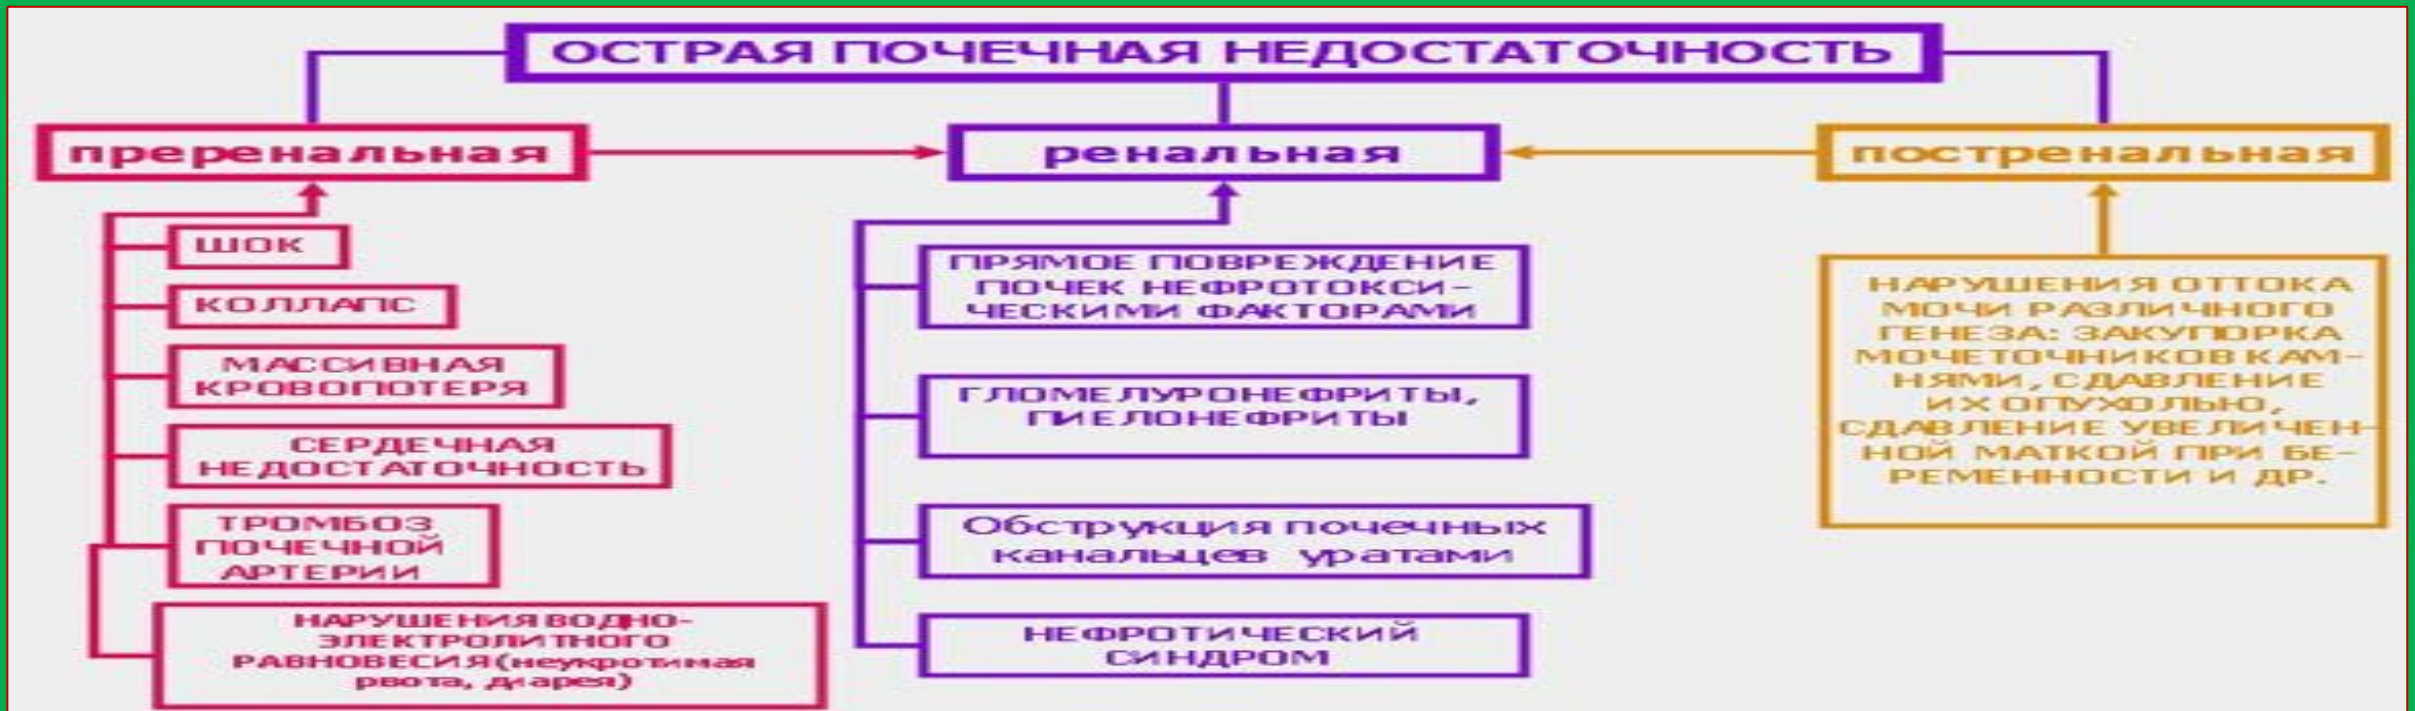 ОСТРАЯ ПОЧЕЧНАЯ НЕДОСТАТОЧНОСТЬ
преренальная
ренальная
постренальная
ШОК
КОЛЛАПС
МАССИВНАЯ
КРОВОПОТЕРЯ
СЕРДЕЧНАЯ
НЕДОСТАТОЧНОСТЬ
ТРОМБОЗ
ПОЧЕЧНОЙ
АРТЕРИИ
НАРУШЕНИЯ ВОДНО-
ЭЛЕКТРОЛИТНОГО
РАВНОВЕСИЯ (неукротимая
рвота, диарея)
ПРЯМОЕ ПОВРЕЖДЕНИЕ
ПОЧЕК НЕФРОТОКСИ-
ЧЕСКИМИ ФАКТОРАМИ
ГЛОМЕЛУРОНЕФРИТЫ,
ПИЕЛОНЕФРИТЫ
Обструкция почечных
канальцев уратами
НЕФРОТИЧЕСКИЙ
СИНДРОМ
НАРУШЕНИЯ ОТТОКА
МОЧИ РАЗЛИЧНОГО
ГЕНЕЗА: ЗАКУПОРКА
МОЧЕТОЧНИКОВ КАМ-
НЯМИ, СДАВЛЕНИЕ
ИХ ОПУХОЛЬЮ,
СДАВЛЕНИЕ УВЕЛИЧЕН-
НОЙ МАТКОЙ ПРИ БЕ-
РЕМЕННОСТИ И ДР.